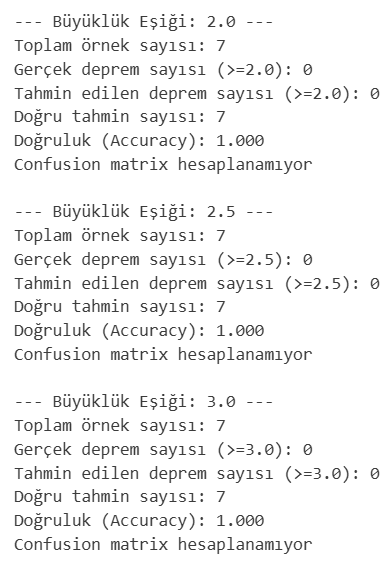 --- Büyüklük Eşiği: 2.0 ---
Toplam örnek sayısı: 7
Gerçek deprem sayısı (>=2.0): 0
Tahmin edilen deprem sayısı (>=2.0): 0
Doğru tahmin sayısı: 7
Doğruluk (Accuracy): 1.000
Confusion matrix hesaplanamıyor

--- Büyüklük Eşiği: 2.5 ---
Toplam örnek sayısı: 7
Gerçek deprem sayısı (>=2.5): 0
Tahmin edilen deprem sayısı (>=2.5): 0
Doğru tahmin sayısı: 7
Doğruluk (Accuracy): 1.000
Confusion matrix hesaplanamıyor

--- Büyüklük Eşiği: 3.0 ---
Toplam örnek sayısı: 7
Gerçek deprem sayısı (>=3.0): 0
Tahmin edilen deprem sayısı (>=3.0): 0
Doğru tahmin sayısı: 7
Doğruluk (Accuracy): 1.000
Confusion matrix hesaplanamıyor